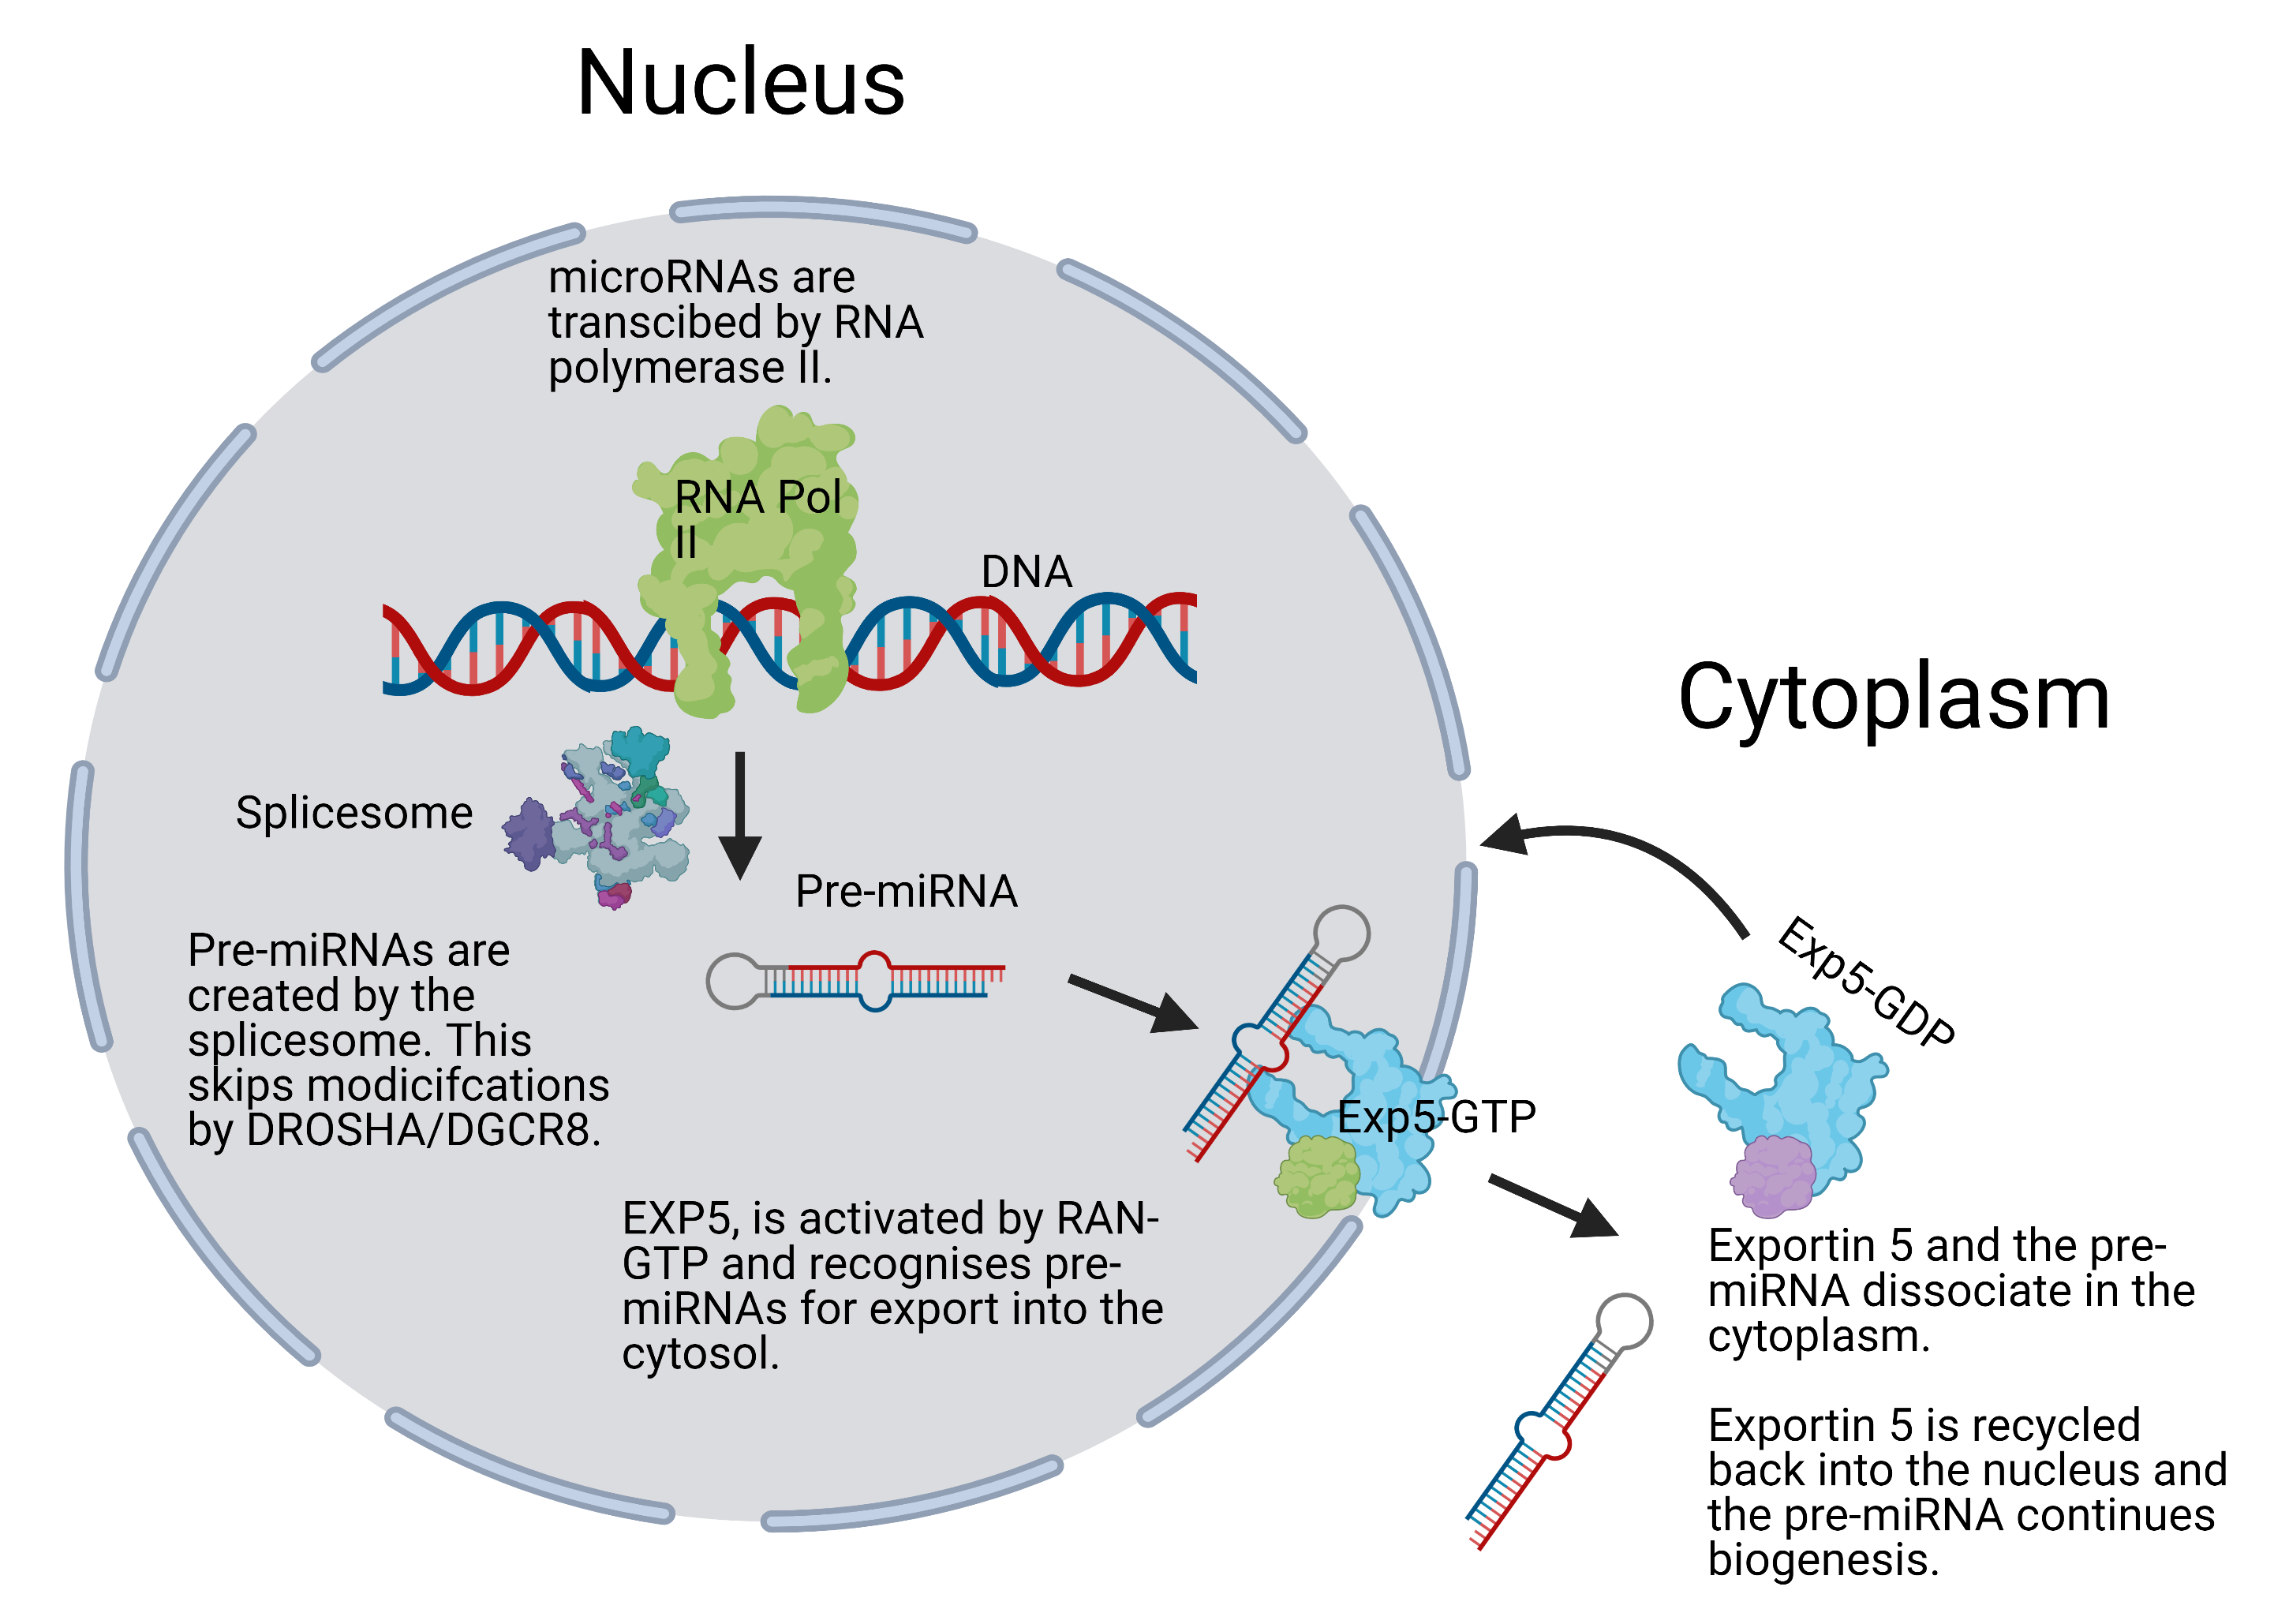 Nucleus
microRNAs are
transcibed by RNA
polymerase II.
RNA Pol
II
DNA
Cytoplasm
Splicesome
Pre-miRNA
Pre-miRNAs are
created by the
splicesome. This
skips modicifcations
by DROSHA/DGCR8.
Exp5-GDP
Exp5-GTP
EXP5, is activated by RAN-
GTP and recognises pre-
miRNAs for export into the
cytosol.
Exportin 5 and the pre-
miRNA dissociate in the
cytoplasm.
Exportin 5 is recycled
back into the nucleus and
the pre-miRNA continues
biogenesis.